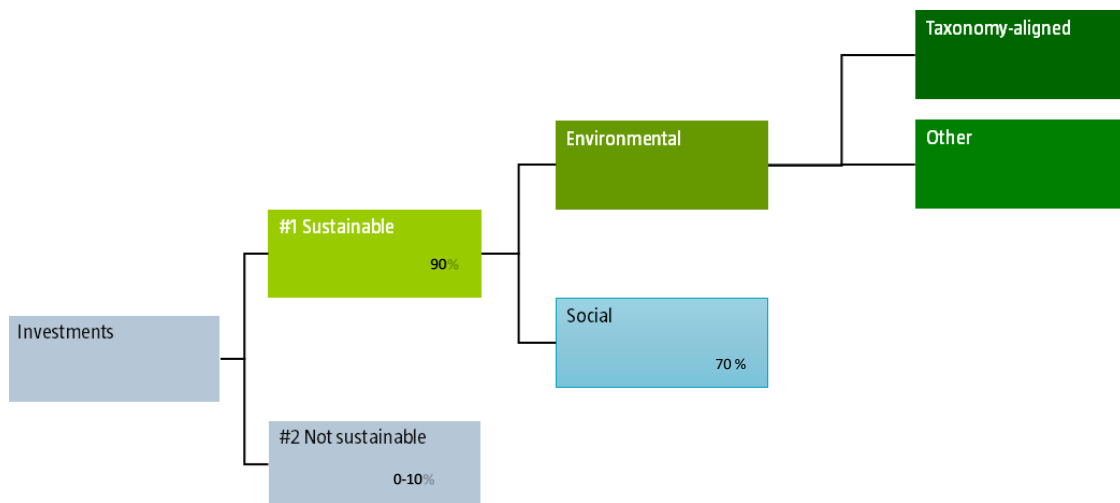 Taxonomy-aligned
Environmental
Other
#1 Sustainable
90%
Investments
Social
70 %
#2 Not sustainable
0-10%